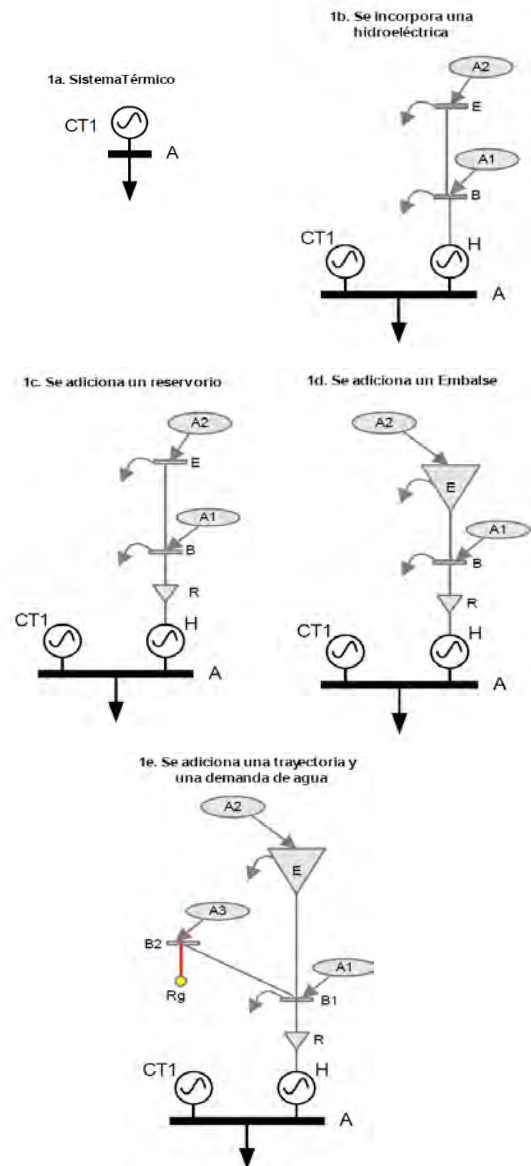 1b. Se incorpora una
hidroeléctrica
1a. SistemaTérmico
A2
CT1
E
A
A1
B
CT1
H
A
1c. Se adiciona un reservorio
1d. Se adiciona un Embalse
A2
A2
E
E
A1
A1
B
B
R
R
CT1
H
CT1
H
A
A
1e. Se adiciona una trayectoria y
una demanda de agua
A2
E
A3
B2
A1
Rg
B1
R
CT1
H
A